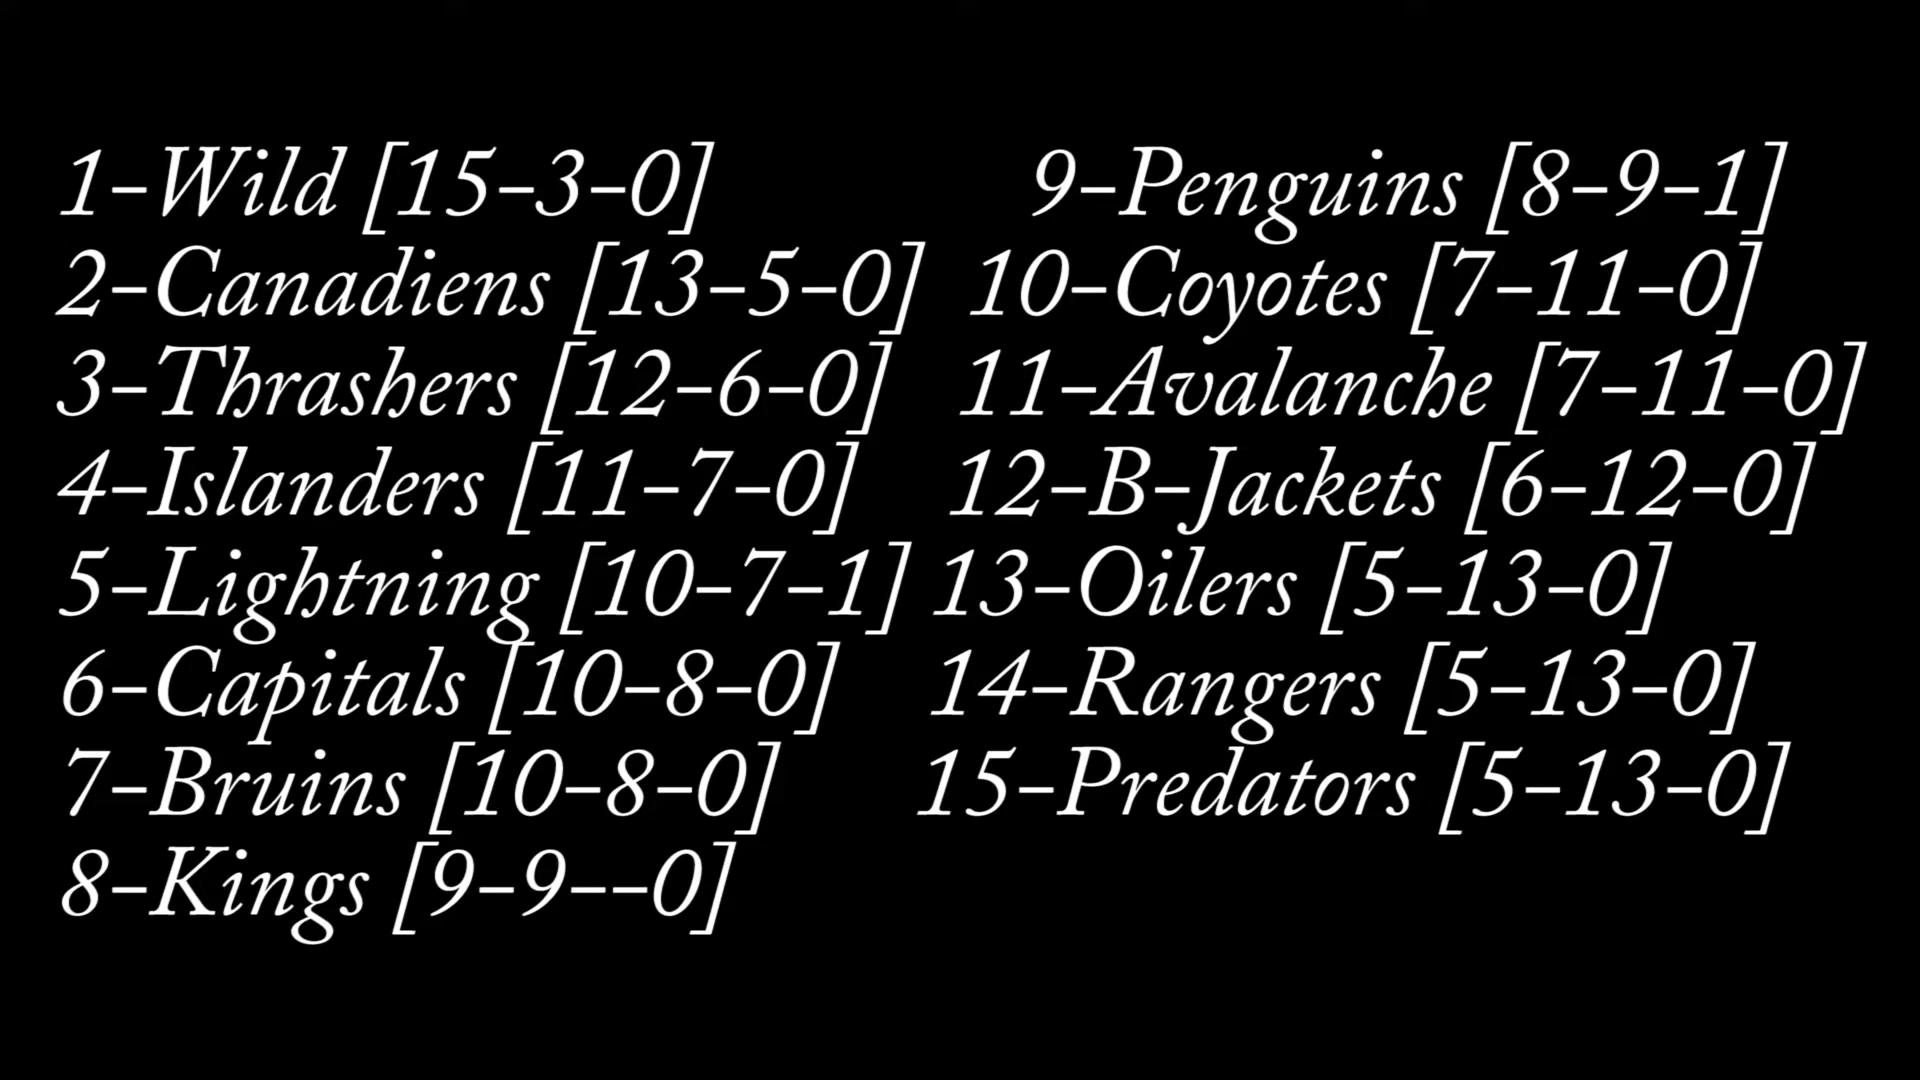 1-Wild [15-3-0]
2-Canadiens [13-5-0]
3-Thrashers [12-6-0]
4-Islanders [11-7-0]
5-Lightning [10-7-1]
6-Capitals [10-8-0]
7-Bruins [10-8-0]
8-Kings [9-9--0]
9-Penguins [8-9-1]
10-Coyotes [7-11-0]
11-Avalanche [7-11-0]
12-B-Jackets [6-12-0]
13-Oilers [5-13-0]
14-Rangers [5-13-0]
15-Predators [5-13-0]